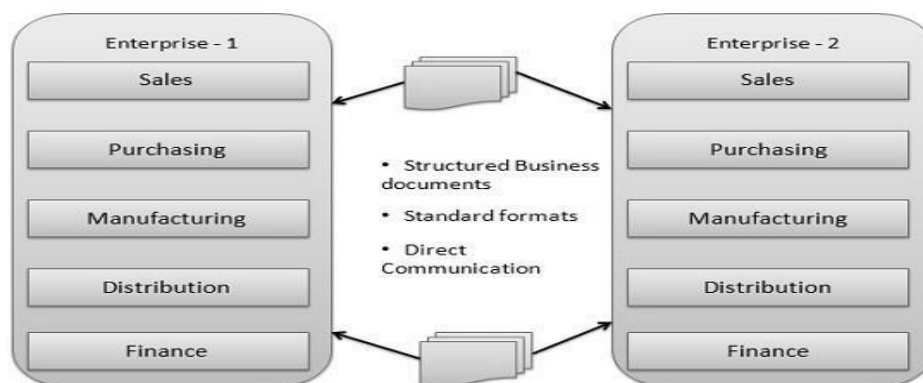 Enterprise - 1
Sales
Purchasing
Manufacturing
Distribution
Finance
• Structured Business
documents
• Standard formats
• Direct
Communication
Enterprise - 2
Sales
Purchasing
Manufacturing
Distribution
Finance